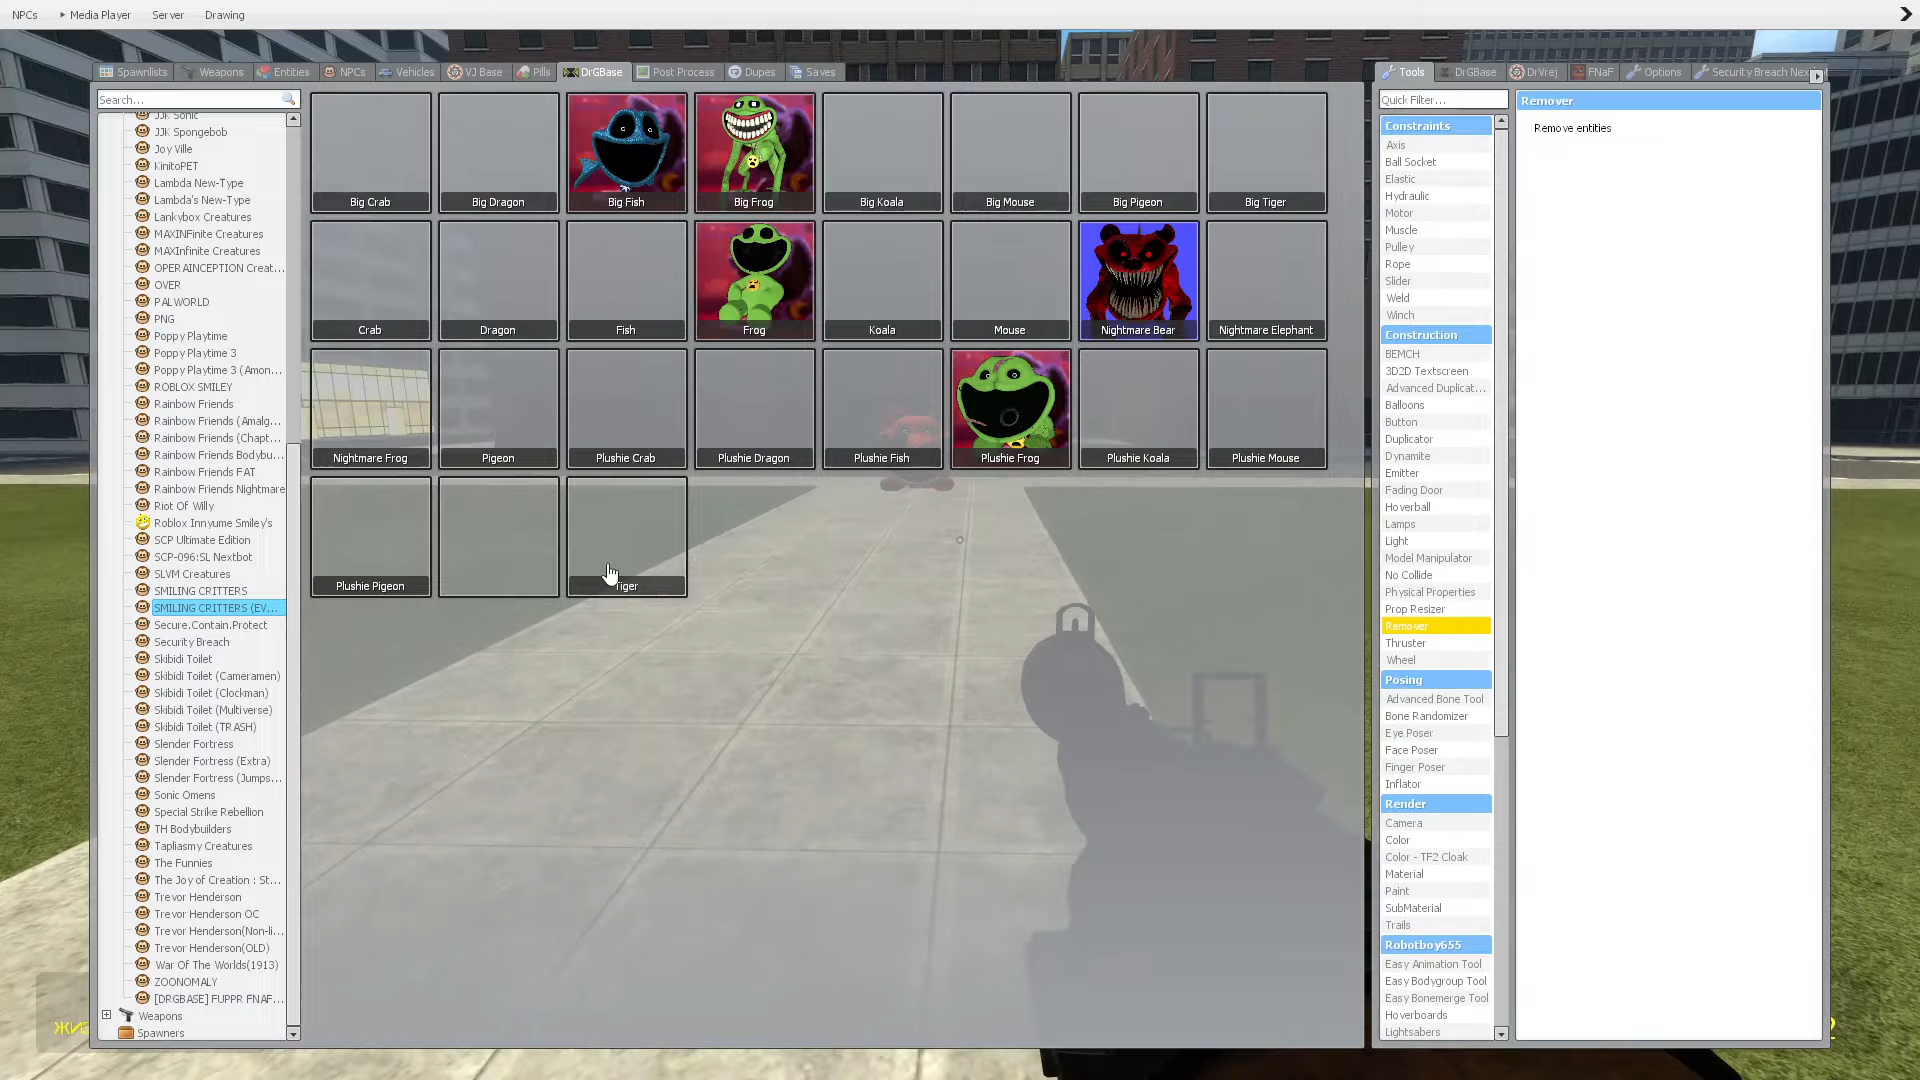 NPCs
Media Player
Server
Drawing
Spawnlists
Weapons
Entities
NPCs
Vehicles
VJ Base
Pills
DrGBase
Post Process
Dupes
Saves
Search...
JJK Sonic
JJK Spongebob
Joy Ville
KinitoPET
Lambda New-Type
Lambda's New-Type
Lankybox Creatures
MAXINFinite Creatures
MAXInfinite Creatures
OPERAINCEPTION Creat...
OVER
PALWORLD
PNG
Poppy Playtime
Poppy Playtime 3
Poppy Playtime 3 (Amon...
ROBLOX SMILEY
Rainbow Friends
Rainbow Friends (Amalg...
Rainbow Friends (Chapt...
Rainbow Friends Bodybu...
Rainbow Friends FAT
Rainbow Friends Nightmare
Riot Of Willy
Roblox Innyume Smiley's
SCP Ultimate Edition
SCP-096:SL Nextbot
SLVM Creatures
SMILING CRITTERS
SMILING CRITTERS (EV...
Secure.Contain.Protect
Security Breach
Skibidi Toilet
Skibidi Toilet (Cameramen)
Skibidi Toilet (Clockman)
Skibidi Toilet (Multiverse)
Skibidi Toilet (TRASH)
Slender Fortress
Slender Fortress (Extra)
Slender Fortress (Jumps...
Sonic Omens
Special Strike Rebellion
TH Bodybuilders
Tapliasmy Creatures
The Funnies
The Joy of Creation : St...
Trevor Henderson
Trevor Henderson OC
Trevor Henderson(Non-li...
Trevor Henderson(OLD)
War Of The Worlds(1913)
ZOONOMALY
[DRGBASE] FUPPR FNAF...
Weapons
Spawners
Big Crab
Big Dragon
Big Fish
Big Frog
Big Koala
Big Mouse
Big Pigeon
Big Tiger
Crab
Dragon
Fish
Frog
Koala
Mouse
Nightmare Bear
Nightmare Elephant
Nightmare Frog
Pigeon
Plushie Crab
Plushie Dragon
Plushie Fish
Plushie Frog
Plushie Koala
Plushie Mouse
Plushie Pigeon
Tiger
Tools
DrGBase
DrVrej
FNaF
Options
Security Breach Nex
Quick Filter...
Constraints
Axis
Ball Socket
Elastic
Hydraulic
Motor
Muscle
Pulley
Rope
Slider
Weld
Winch
Construction
BEMCH
3D2D Textscreen
Advanced Duplicat...
Balloons
Button
Duplicator
Dynamite
Emitter
Fading Door
Hoverball
Lamps
Light
Model Manipulator
No Collide
Physical Properties
Prop Resizer
Remover
Thruster
Wheel
Posing
Advanced Bone Tool
Bone Randomizer
Eye Poser
Face Poser
Finger Poser
Inflator
Render
Camera
Color
Color - TF2 Cloak
Material
Paint
SubMaterial
Trails
Robotboy655
Easy Animation Tool
Easy Bodygroup Tool
Easy Bonemerge Tool
Hoverboards
Lightsabers
Remover
Remove entities